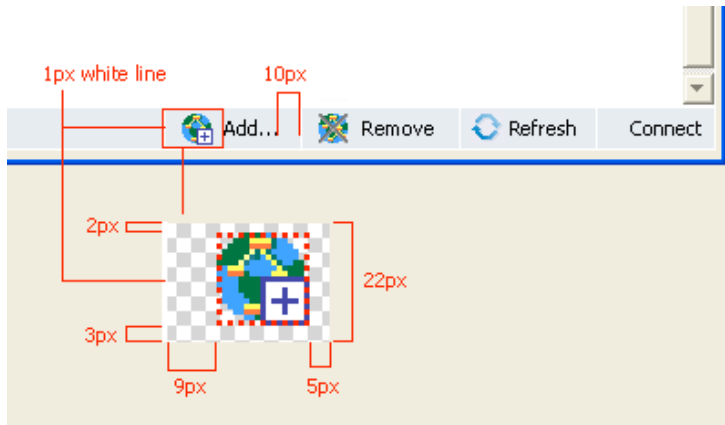 1px white line
10px
Add...
Remove
Refresh
Connect
2px
22px
3px
9px
5px